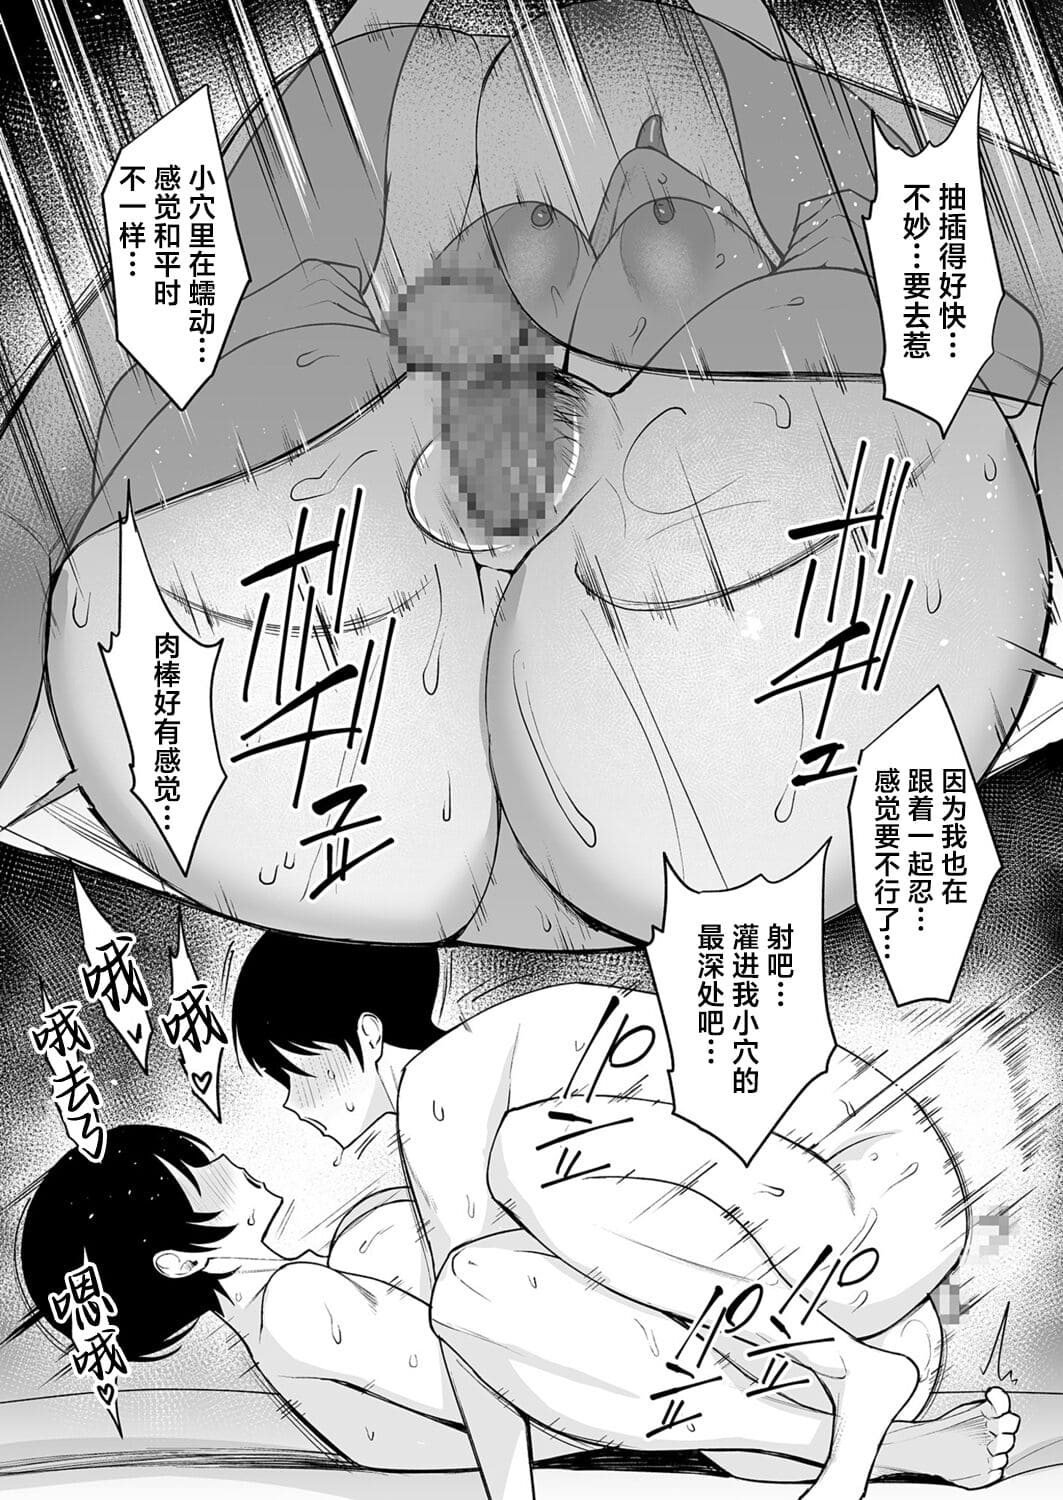 抽插得好快…
不妙…要去惹
小穴里在蠕动…
感觉和平时
不一样…
肉棒好有感觉…
因为我也在
跟着一起忍…
感觉要不行了…
射吧…
灌进我小穴的
最深处吧…
哦♥
哦♥
哦去了
嗯哦♥